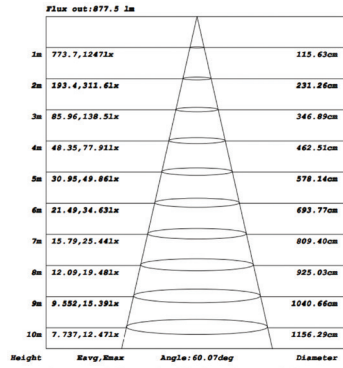 Flux out:877.5 lm
1m 773.7,1247lx 115.63cm
2m 193.4,311.6lx 231.26cm
3m 85.96,138.5lx 346.89cm
4m 48.35,77.91lx 462.51cm
5m 30.95,49.86lx 578.14cm
6m 21.49,34.63lx 693.77cm
7m 15.79,25.44lx 809.40cm
8m 12.09,19.48lx 925.03cm
9m 9.552,15.39lx 1040.66cm
10m 7.737,12.47lx 1156.29cm
Height Eavg,Emax Angle:60.07deg Diameter